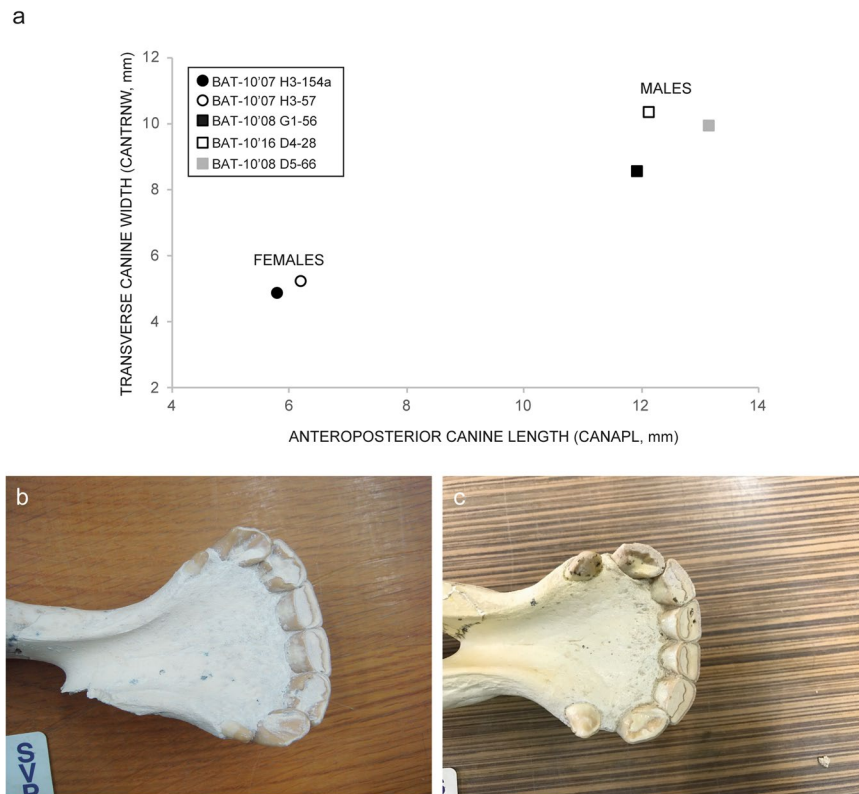 a
12
10
8
6
4
2
4
6
8
10
12
14
TRANSVERSE CANINE WIDTH (CANTRNW, mm)
ANTEROPOSTERIOR CANINE LENGTH (CANAPL, mm)
BAT-10'07 H3-154a
BAT-10'07 H3-57
BAT-10'08 G1-56
BAT-10'16 D4-28
BAT-10'08 D5-66
MALES
FEMALES
b
c